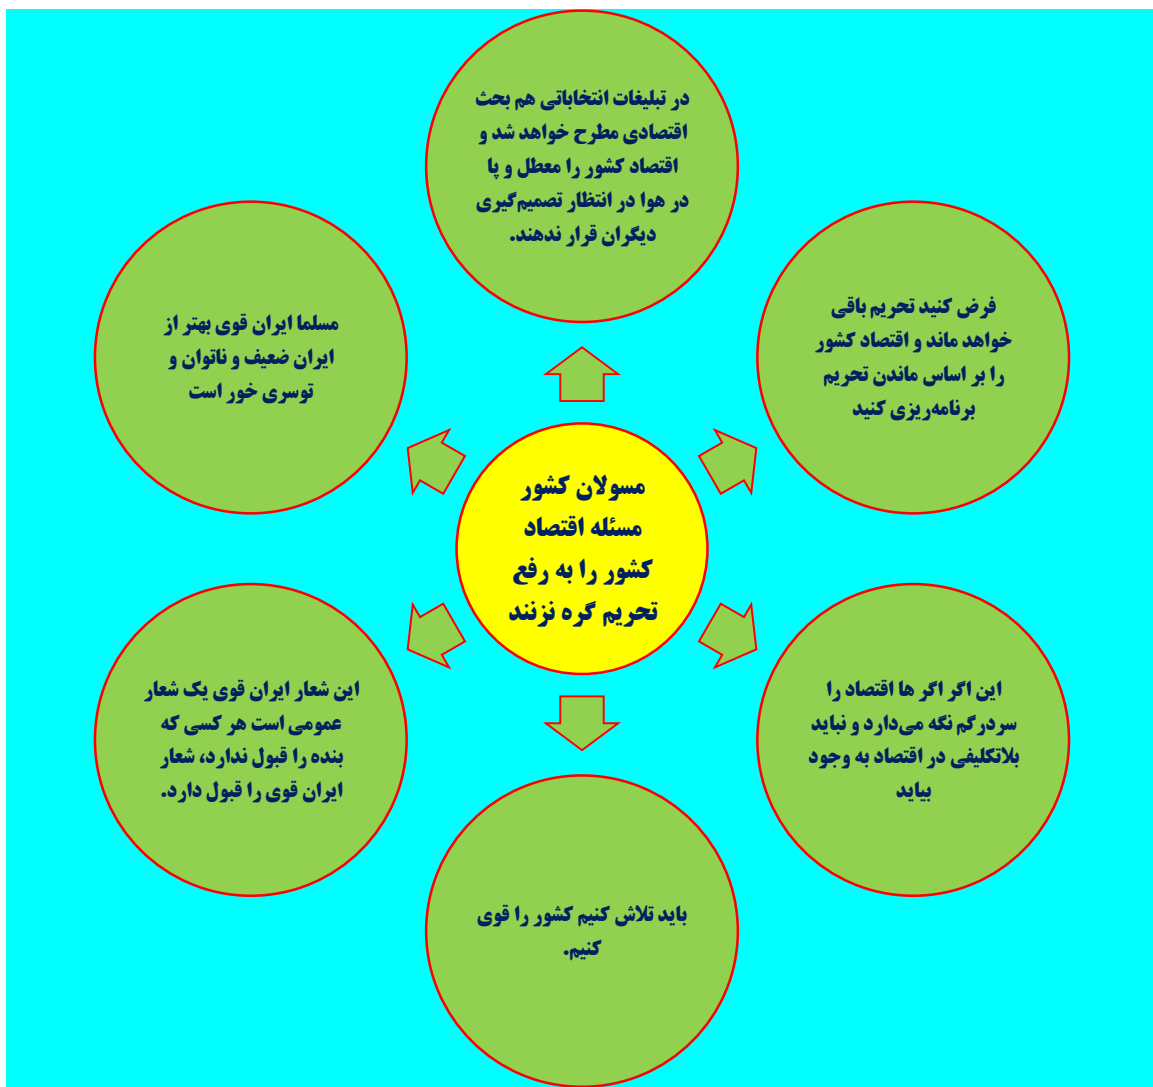 در تبلیغات انتخاباتی هم بحث
اقتصادی مطرح خواهد شد و
اقتصاد کشور را معطل و پا
در هوا در انتظار تصمیم‌گیری
دیگران قرار ندهند.
فرض کنید تحریم باقی
خواهد ماند و اقتصاد کشور
را بر اساس ماندن تحریم
برنامه‌ریزی کنید
مسلما ایران قوی بهتر از
ایران ضعیف و ناتوان و
توسری خور است
مسولان کشور
مسئله اقتصاد
کشور را به رفع
تحریم گره نزنند
این اگر اگر ها اقتصاد را
سردرگم نگه می‌دارد و نباید
بلاتکلیفی در اقتصاد به وجود
بیاید
این شعار ایران قوی یک شعار
عمومی است هر کسی که
بنده را قبول ندارد، شعار
ایران قوی را قبول دارد.
باید تلاش کنیم کشور را قوی
کنیم.